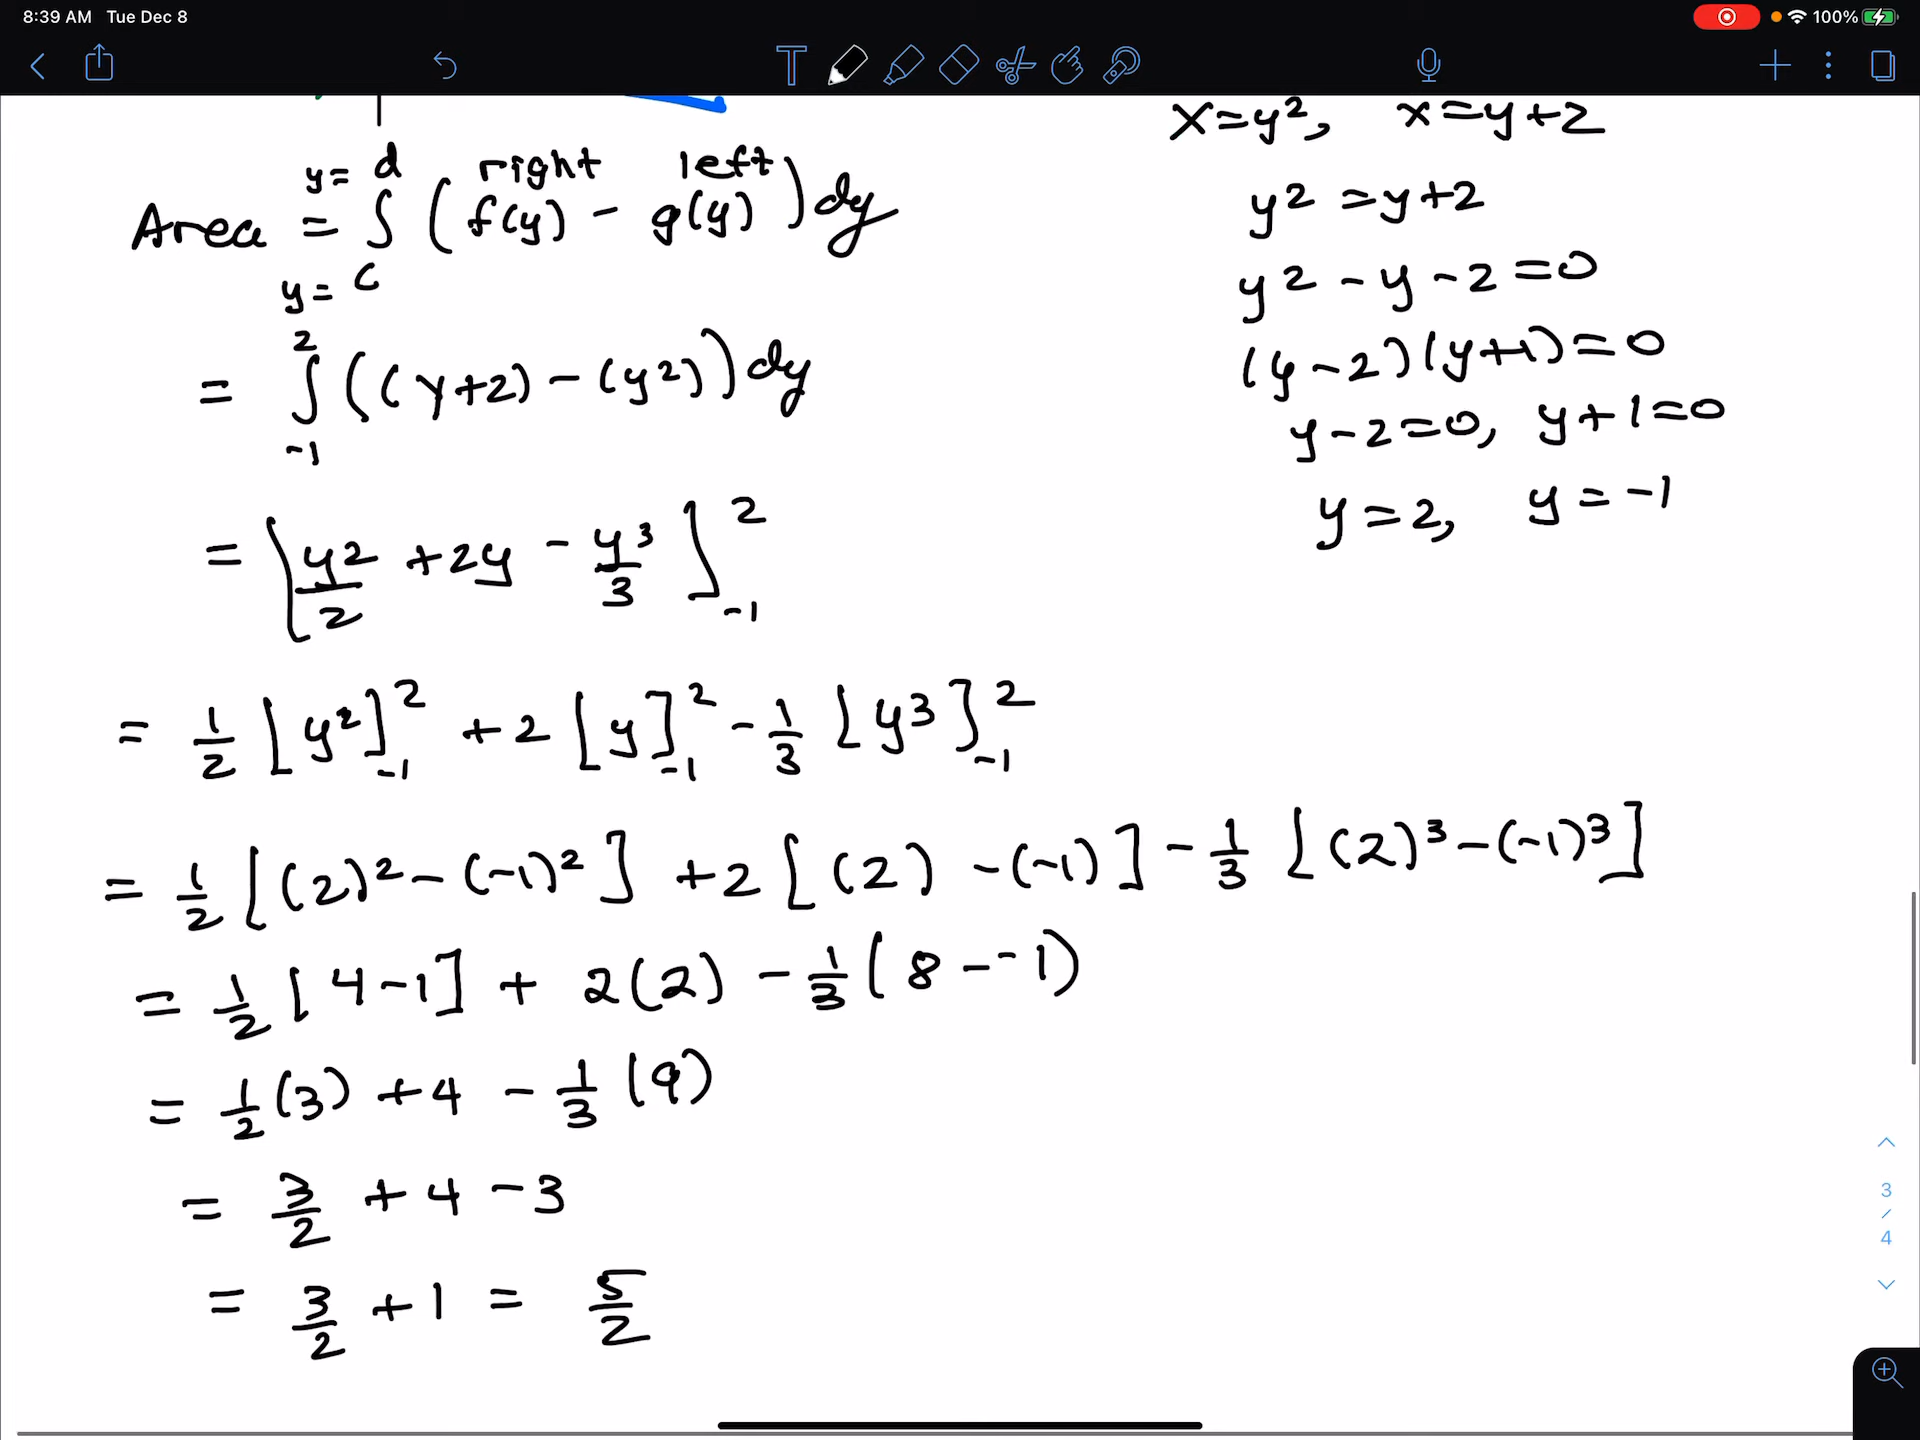 8:39 AM Tue Dec 8 100%
x=y², x=y+2
y= d right left
Area = ∫ (f(y) - g(y)) dy
y= c
y² = y+2
y² - y - 2 = 0
2
= ∫ ((y+2) - (y²)) dy
-1
(y-2)(y+1) = 0
y-2=0, y+1=0
y=2, y=-1
= [y²/2 + 2y - y³/3]₋₁²
= 1/2 [y²]₋₁² + 2 [y]₋₁² - 1/3 [y³]₋₁²
= 1/2 [(2)² - (-1)²] + 2 [(2) - (-1)] - 1/3 [(2)³ - (-1)³]
= 1/2 [4-1] + 2(2) - 1/3 (8 - -1)
= 1/2 (3) + 4 - 1/3 (9)
= 3/2 + 4 - 3
= 3/2 + 1 = 5/2
3
/
4